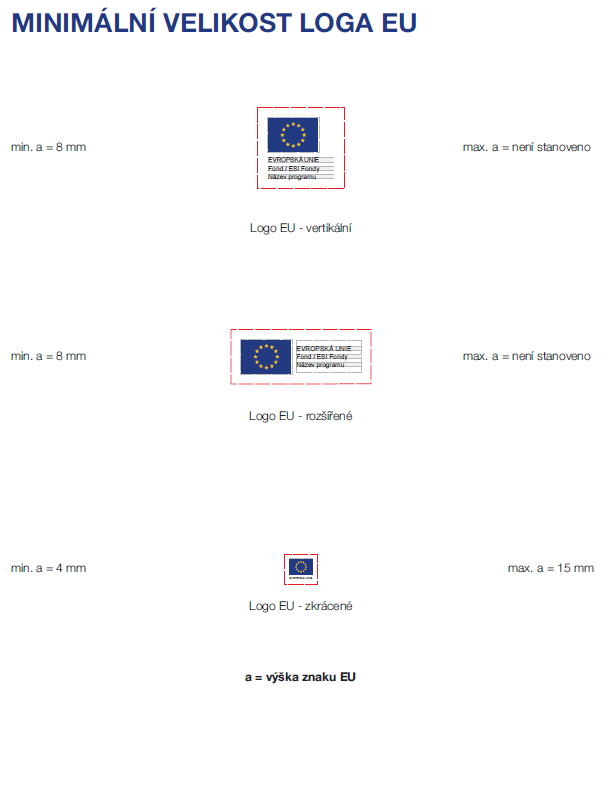 MINIMÁLNÍ VELIKOST LOGA EU
min. a = 8 mm
EVROPSKÁ UNIE
Fond / ESI Fondy
Název programu
max. a = není stanoveno
Logo EU - vertikální
min. a = 8 mm
EVROPSKÁ UNIE
Fond / ESI Fondy
Název programu
max. a = není stanoveno
Logo EU - rozšířené
min. a = 4 mm
max. a = 15 mm
Logo EU - zkrácené
a = výška znaku EU